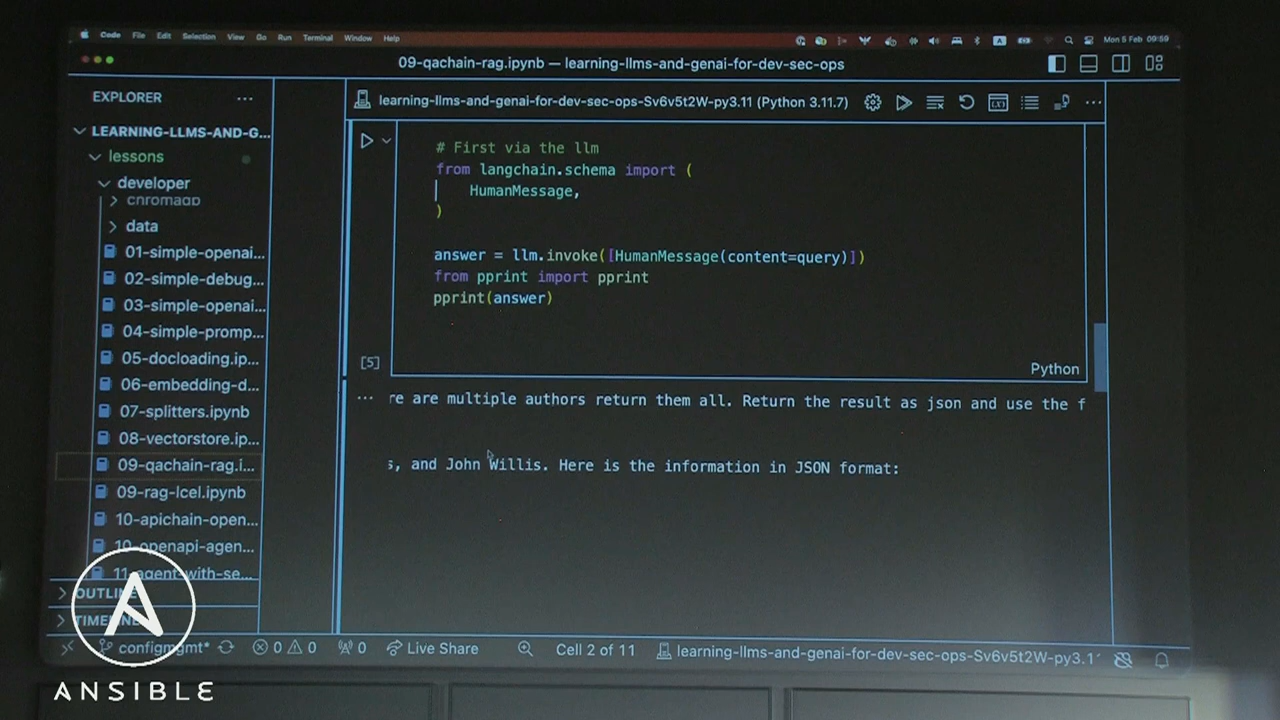 Code File Edit Selection View Go Run Terminal Window Help
A
Mon 5 Feb 09:59
09-qachain-rag.ipynb — learning-llms-and-genai-for-dev-sec-ops
EXPLORER
LEARNING-LLMS-AND-G...
lessons
developer
data
01-simple-openai...
02-simple-debug...
03-simple-openai...
04-simple-promp...
05-docloading.ip...
06-embedding-d...
07-splitters.ipynb
08-vectorstore.ip...
09-qachain-rag.i...
09-rag-lcel.ipynb
10-apichain-open...
10-openapi-agen...
11-agent-with-se...
OUTLINE
TIMELINE
learning-llms-and-genai-for-dev-sec-ops-Sv6v5t2W-py3.11 (Python 3.11.7)
# First via the llm
from langchain.schema import (
HumanMessage,
)
answer = llm.invoke([HumanMessage(content=query)])
from pprint import pprint
pprint(answer)
[5]
Python
re are multiple authors return them all. Return the result as json and use the f
s, and John Willis. Here is the information in JSON format:
configmgmt* 0 0 0 Live Share Cell 2 of 11 learning-llms-and-genai-for-dev-sec-ops-Sv6v5t2W-py3.1
ANSIBLE